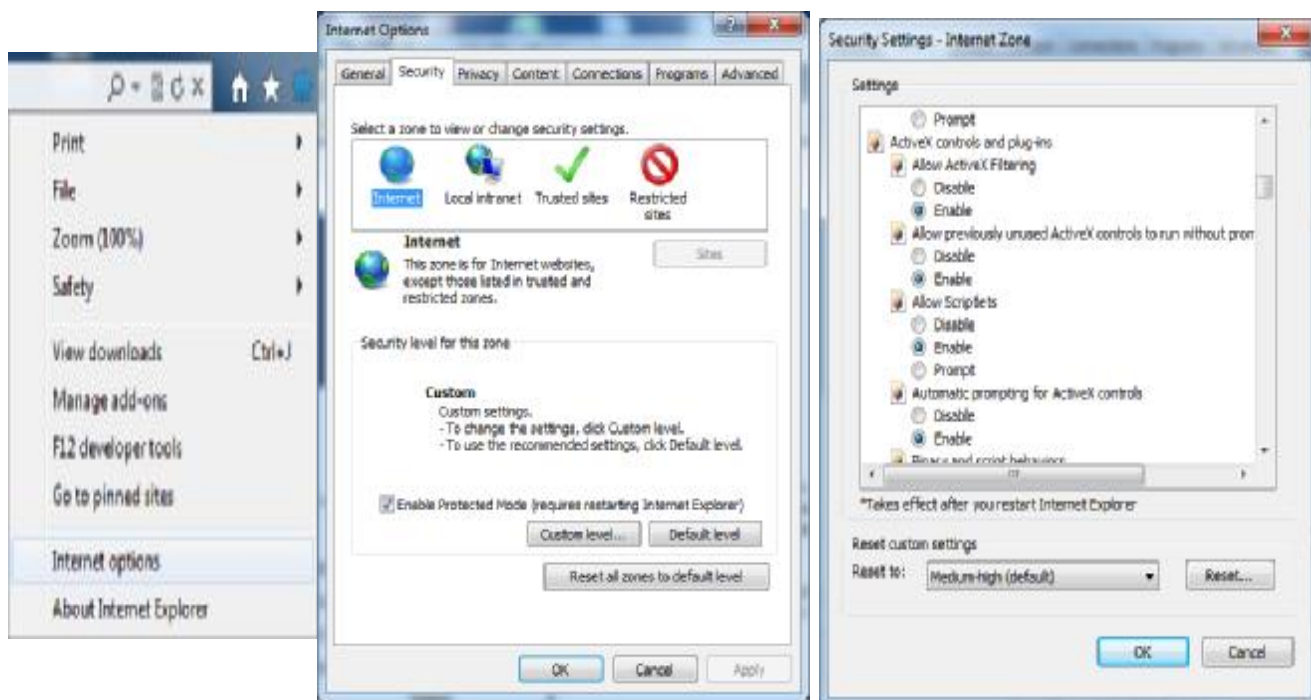 Print
File
Zoom (100%)
Safety
View downloads Ctrl+J
Manage add-ons
F12 developer tools
Go to pinned sites
Internet options
About Internet Explorer
Internet Options
General Security Privacy Content Connections Programs Advanced
Select a zone to view or change security settings.
Internet Local intranet Trusted sites Restricted
sites
Internet
This zone is for Internet websites,
except those listed in trusted and
restricted zones.
Sites
Security level for this zone
Custom
Custom settings.
- To change the settings, click Custom level.
- To use the recommended settings, click Default level.
Enable Protected Mode (requires restarting Internet Explorer)
Custom level... Default level
Reset all zones to default level
OK Cancel Apply
Security Settings - Internet Zone
Settings
Prompt
ActiveX controls and plug-ins
Allow ActiveX Filtering
Disable
Enable
Allow previously unused ActiveX controls to run without prom
Disable
Enable
Allow Scriptlets
Disable
Enable
Prompt
Automatic prompting for ActiveX controls
Disable
Enable
Binary and script behaviors
*Takes effect after you restart Internet Explorer
Reset custom settings
Reset to: Medium-high (default) Reset...
OK Cancel